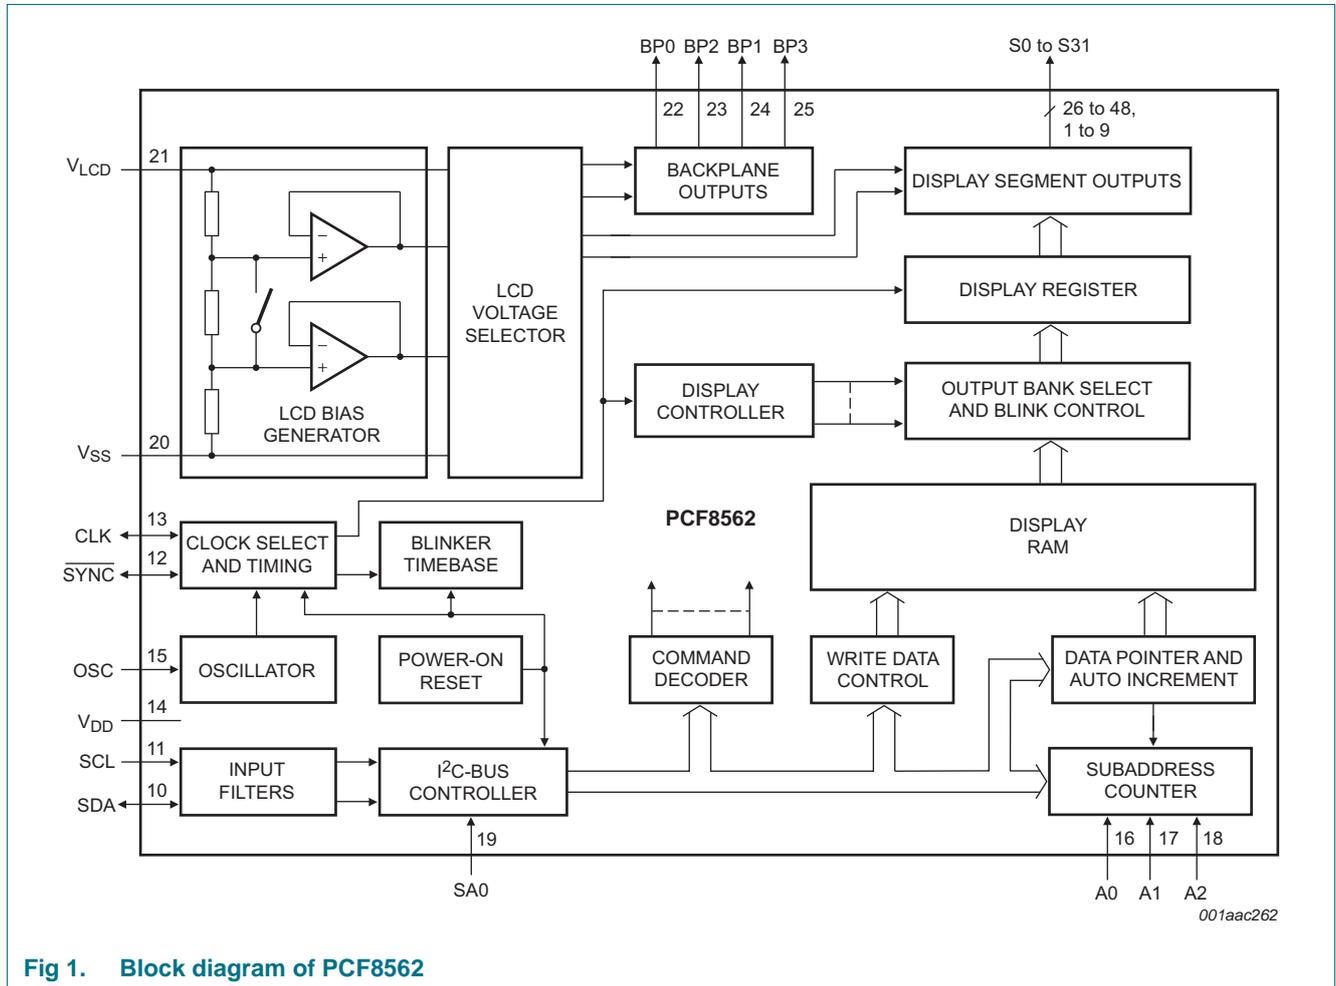 BP0 BP2 BP1 BP3
S0 to S31
22 23 24 25
26 to 48,
1 to 9
VLCD
21
BACKPLANE
OUTPUTS
DISPLAY SEGMENT OUTPUTS
−
+
LCD
VOLTAGE
SELECTOR
DISPLAY REGISTER
−
+
DISPLAY
CONTROLLER
OUTPUT BANK SELECT
AND BLINK CONTROL
LCD BIAS
GENERATOR
VSS
20
CLK
13
SYNC
12
CLOCK SELECT
AND TIMING
BLINKER
TIMEBASE
PCF8562
DISPLAY
RAM
OSC
15
OSCILLATOR
POWER-ON
RESET
COMMAND
DECODER
WRITE DATA
CONTROL
DATA POINTER AND
AUTO INCREMENT
VDD
14
SCL
11
SDA
10
INPUT
FILTERS
I2C-BUS
CONTROLLER
SUBADDRESS
COUNTER
19
SA0
16 17 18
A0 A1 A2
001aac262
Fig 1. Block diagram of PCF8562